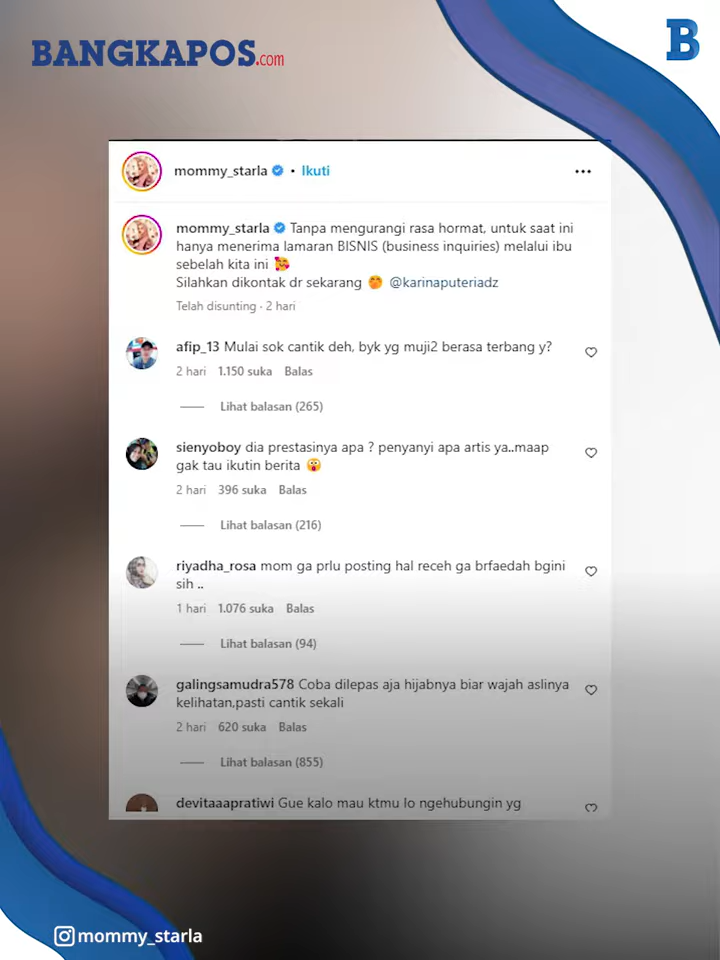 BANGKAPOS.com
B
mommy_starla • Ikuti
mommy_starla Tanpa mengurangi rasa hormat, untuk saat ini
hanya menerima lamaran BISNIS (business inquiries) melalui ibu
sebelah kita ini 🥰
Silahkan dikontak dr sekarang 🤭 @karinaputeriadz
Telah disunting · 2 hari
afip_13 Mulai sok cantik deh, byk yg muji2 berasa terbang y?
2 hari 1.150 suka Balas
Lihat balasan (265)
sienyoboy dia prestasinya apa ? penyanyi apa artis ya..maap
gak tau ikutin berita 😲
2 hari 396 suka Balas
Lihat balasan (216)
riyadha_rosa mom ga prlu posting hal receh ga brfaedah bgini
sih ..
1 hari 1.076 suka Balas
Lihat balasan (94)
galingsamudra578 Coba dilepas aja hijabnya biar wajah aslinya
kelihatan,pasti cantik sekali
2 hari 620 suka Balas
Lihat balasan (855)
devitaaapratiwi Gue kalo mau ktmu lo ngehubungin yg
mommy_starla